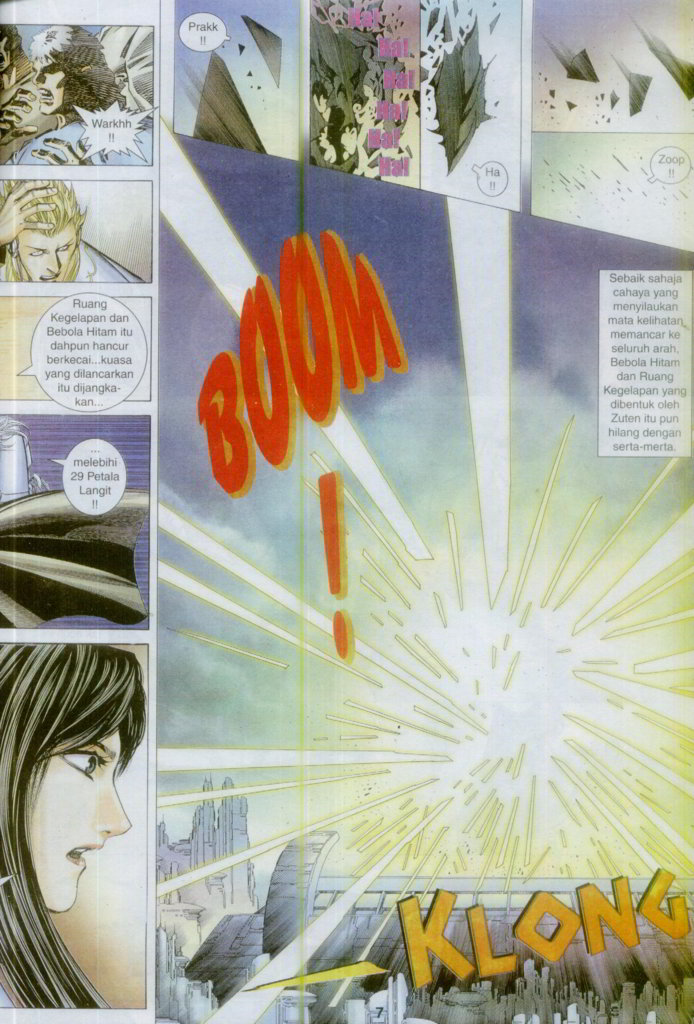 Prakk
!!
Ha!
Ha!
Ha!
Ha!
Ha!
Ha!
Ha
!!
Zoop
!!
Warkhh
!!
Ruang
Kegelapan dan
Bebola Hitam itu
dahpun hancur
berkecai...kuasa
yang dilancarkan
itu dijangka-
kan...
...
melebihi
29 Petala
Langit
!!
BOOM
!
Sebaik sahaja
cahaya yang
menyilaukan
mata kelihatan
memancar ke
seluruh arah,
Bebola Hitam
dan Ruang
Kegelapan yang
dibentuk oleh
Zuten itu pun
hilang dengan
serta-merta.
KLONG
7